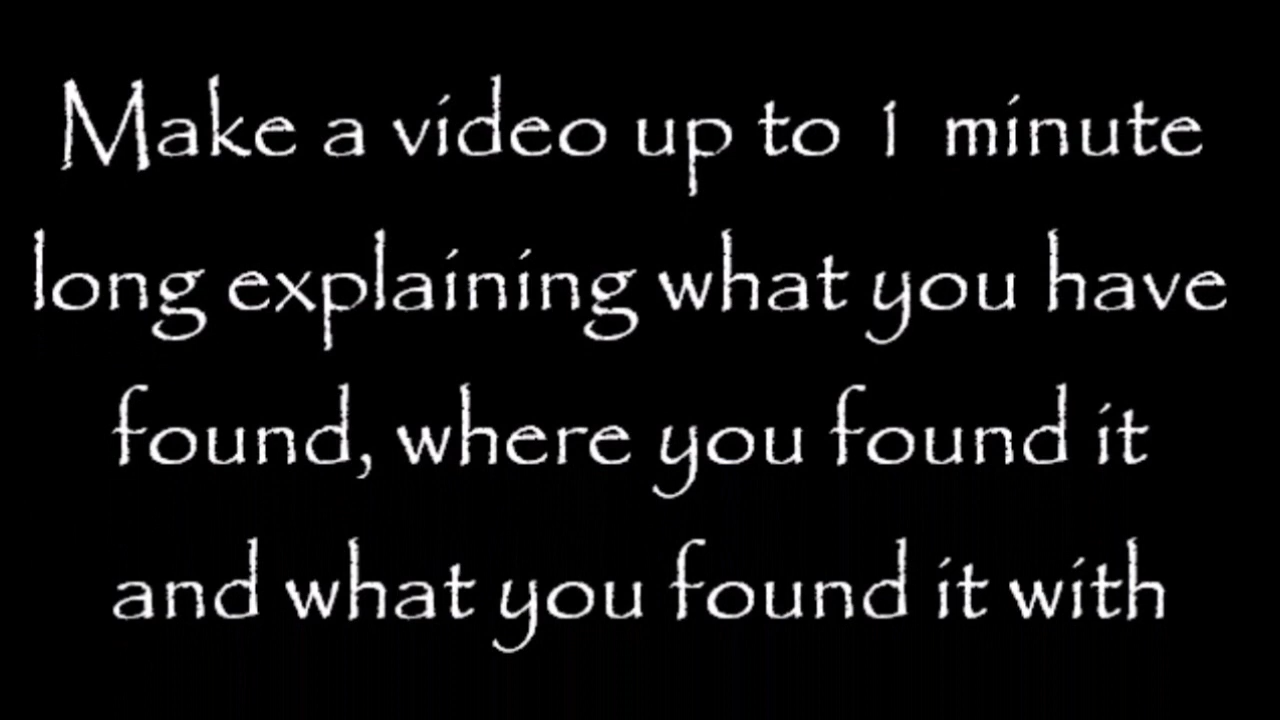 Make a video up to 1 minute
long explaining what you have
found, where you found it
and what you found it with